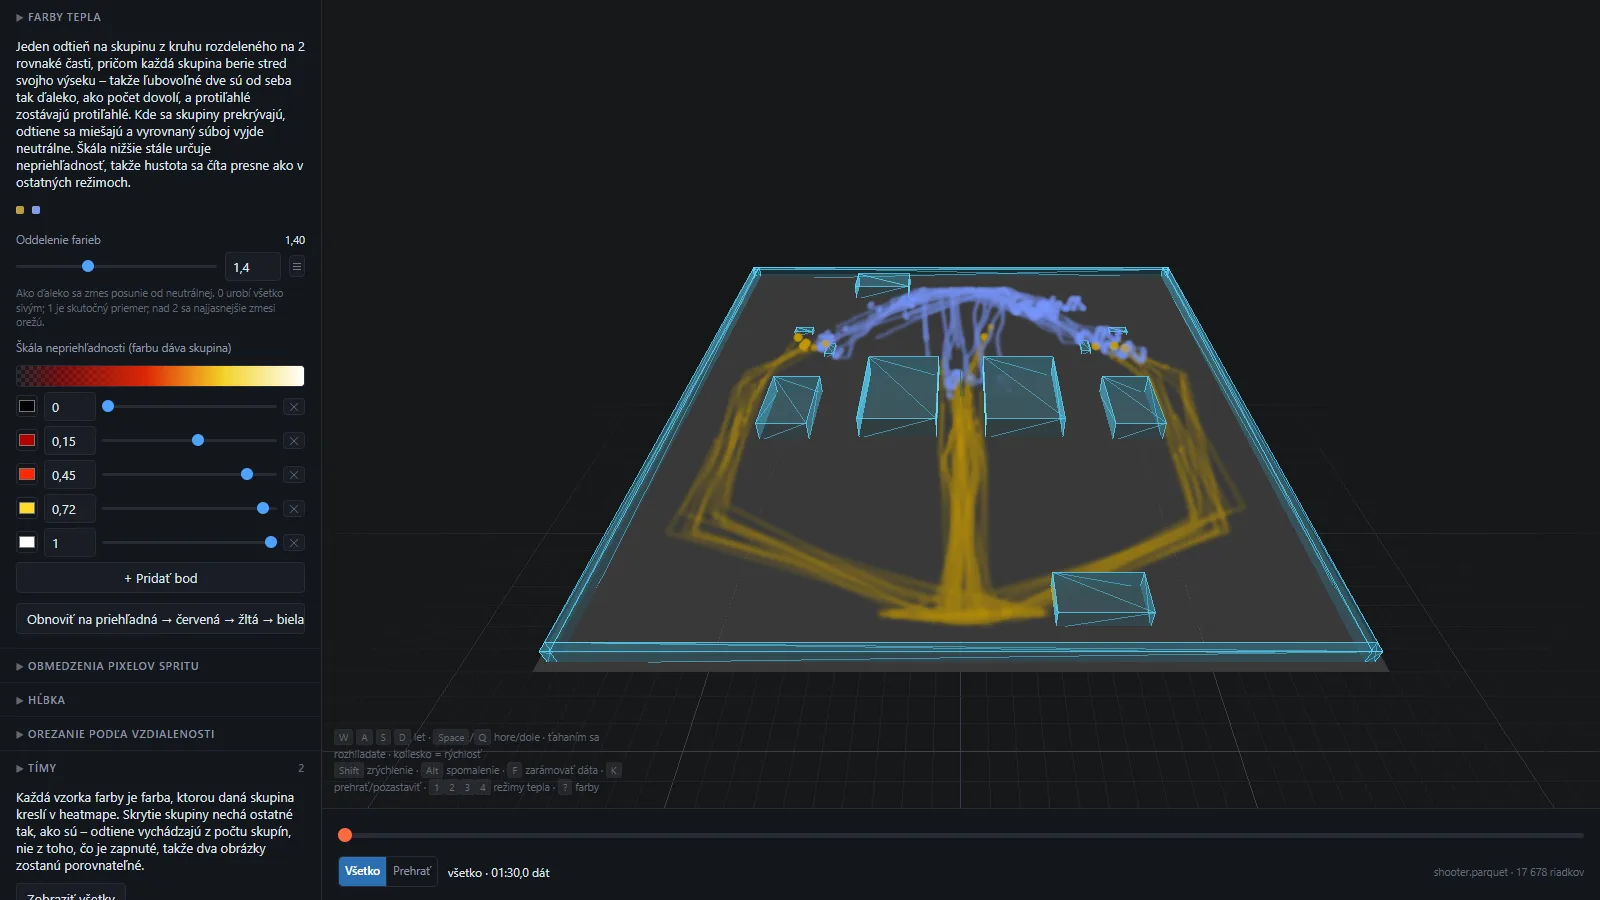 ▶ FARBY TEPLA
Jeden odtieň na skupinu z kruhu rozdeleného na 2
rovnaké časti, pričom každá skupina berie stred
svojho výseku – takže ľubovoľné dve sú od seba
tak ďaleko, ako počet dovolí, a protiľahlé
zostávajú protiľahlé. Kde sa skupiny prekrývajú,
odtiene sa miešajú a vyrovnaný súboj vyjde
neutrálne. Škála nižšie stále určuje
nepriehľadnosť, takže hustota sa číta presne ako v
ostatných režimoch.
Oddelenie farieb 1,40
1,4
Ako ďaleko sa zmes posunie od neutrálnej. 0 urobí všetko
sivým; 1 je skutočný priemer; nad 2 sa najjasnejšie zmesi
orežú.
Škála nepriehľadnosti (farbu dáva skupina)
0
0,15
0,45
0,72
1
+ Pridať bod
Obnoviť na priehľadná → červená → žltá → biela
▶ OBMEDZENIA PIXELOV SPRITU
▶ HĹBKA
▶ OREZANIE PODĽA VZDIALENOSTI
▶ TÍMY 2
Každá vzorka farby je farba, ktorou daná skupina
kreslí v heatmape. Skrytie skupiny nechá ostatné
tak, ako sú – odtiene vychádzajú z počtu skupín,
nie z toho, čo je zapnuté, takže dva obrázky
zostanú porovnateľné.
Zobraziť všetky
W A S D let · Space / Q hore/dole · ťahaním sa
rozhliadate · koliesko = rýchlosť
Shift zrýchlenie · Alt spomalenie · F zarámovať dáta · K
prehrať/pozastaviť · 1 2 3 4 režimy tepla · ? farby
Všetko Prehrať všetko · 01:30,0 dát
shooter.parquet · 17 678 riadkov